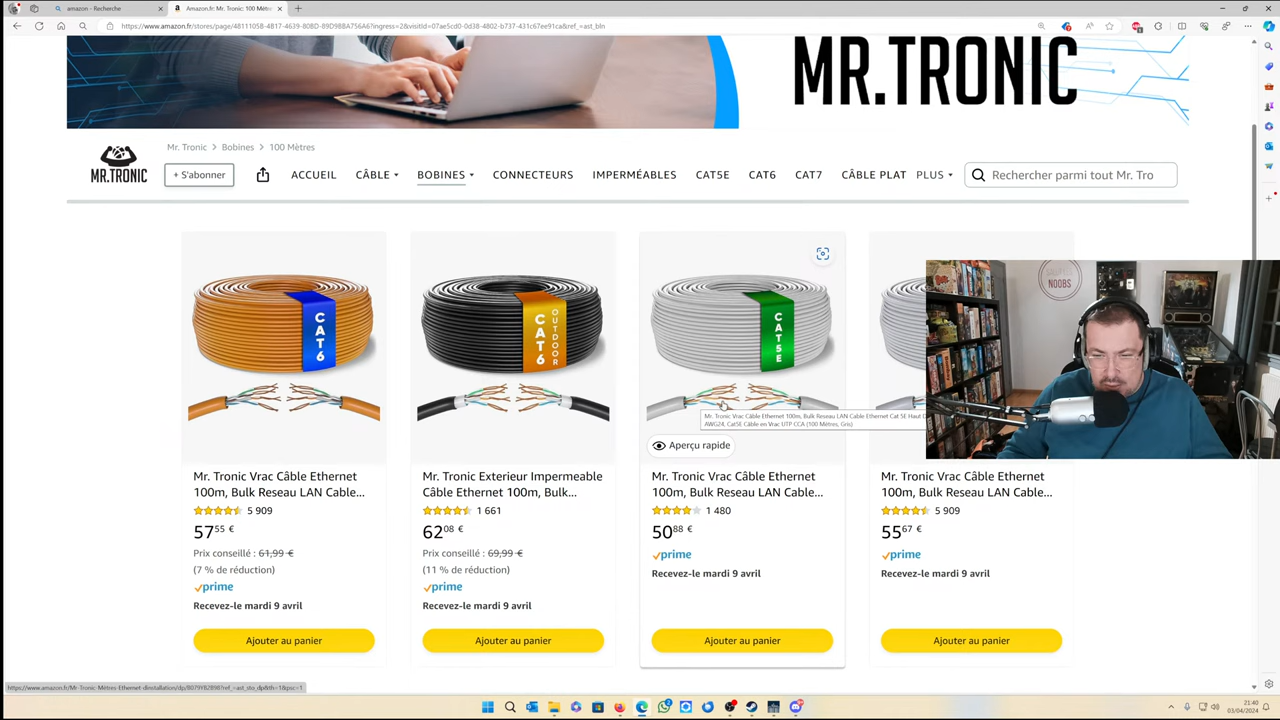 amazon - Recherche
Amazon.fr: Mr. Tronic: 100 Mètr
https://www.amazon.fr/stores/page/4811105B-4B17-4639-808D-89D9BBA756A6?ingress=2&visitId=07ae5cd0-0d38-4802-b737-431c67ee91ca&ref_=ast_bln
MR.TRONIC
Mr. Tronic > Bobines > 100 Mètres
MR.TRONIC
+ S'abonner
ACCUEIL CÂBLE BOBINES CONNECTEURS IMPERMÉABLES CAT5E CAT6 CAT7 CÂBLE PLAT PLUS
Rechercher parmi tout Mr. Tro
CAT6
CAT6 OUTDOOR
CAT5E
NOOBS
Mr. Tronic Vrac Câble Ethernet 100m, Bulk Reseau LAN Cable Ethernet Cat 5E Haut D
AWG24, Cat5E Câble en Vrac UTP CCA (100 Mètres, Gris)
Aperçu rapide
Mr. Tronic Vrac Câble Ethernet
100m, Bulk Reseau LAN Cable...
5 909
57,55 €
Prix conseillé : 61,99 €
(7 % de réduction)
prime
Recevez-le mardi 9 avril
Ajouter au panier
Mr. Tronic Exterieur Impermeable
Câble Ethernet 100m, Bulk...
1 661
62,08 €
Prix conseillé : 69,99 €
(11 % de réduction)
prime
Recevez-le mardi 9 avril
Ajouter au panier
Mr. Tronic Vrac Câble Ethernet
100m, Bulk Reseau LAN Cable...
1 480
50,88 €
prime
Recevez-le mardi 9 avril
Ajouter au panier
Mr. Tronic Vrac Câble Ethernet
100m, Bulk Reseau LAN Cable...
5 909
55,67 €
prime
Recevez-le mardi 9 avril
Ajouter au panier
21:40
03/04/2024